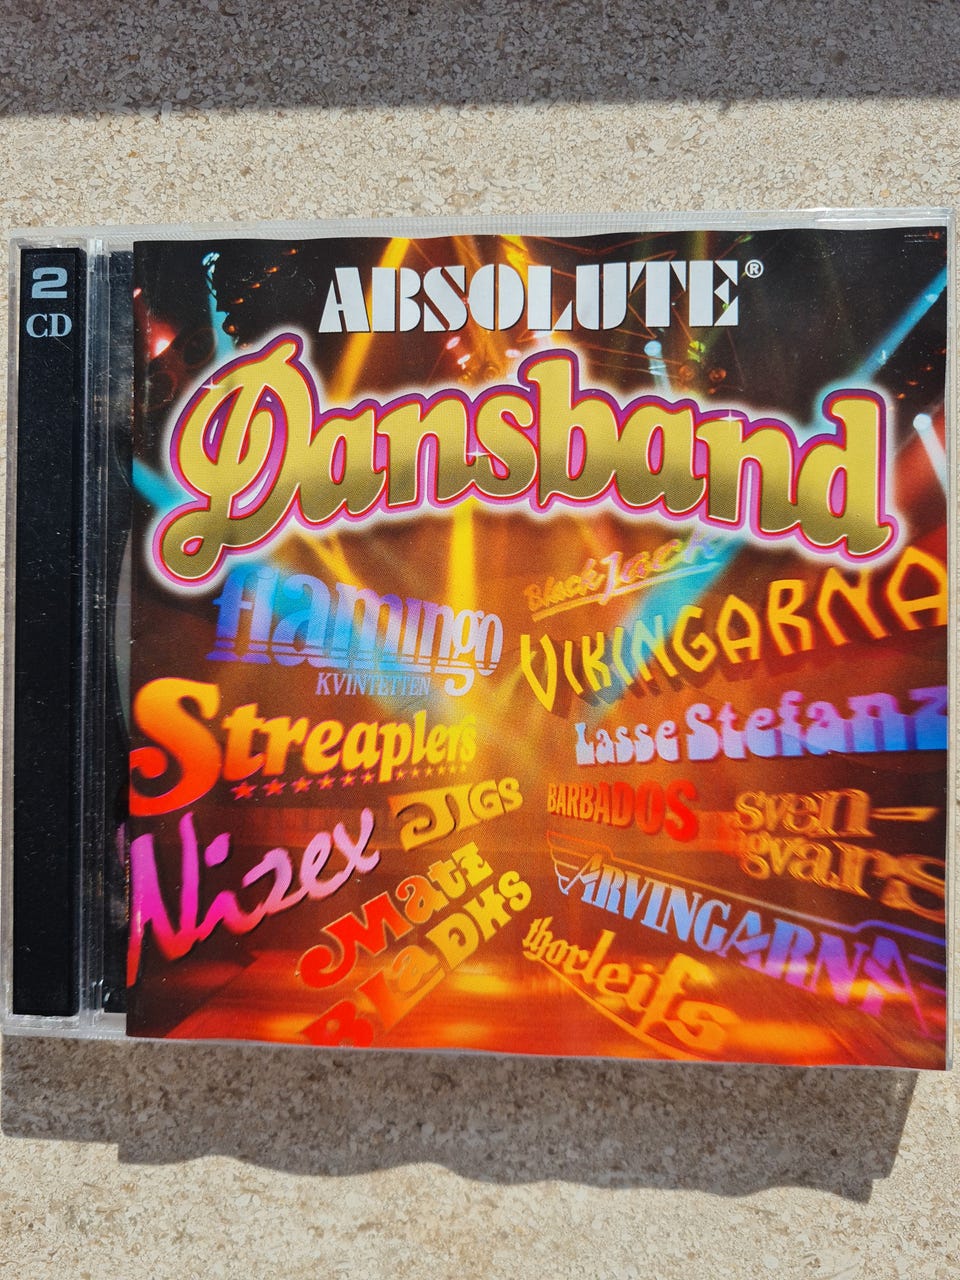 2
CD
ABSOLUTE®
Dansband
flamingo
KVINTETTEN
Black Jack
VIKINGARNA
Streaplers
Lasse Stefanz
Nizex
JIGS
BARBADOS
sven-
ingvars
Matz
BlaDHs
ARVINGARNA
thorleifs